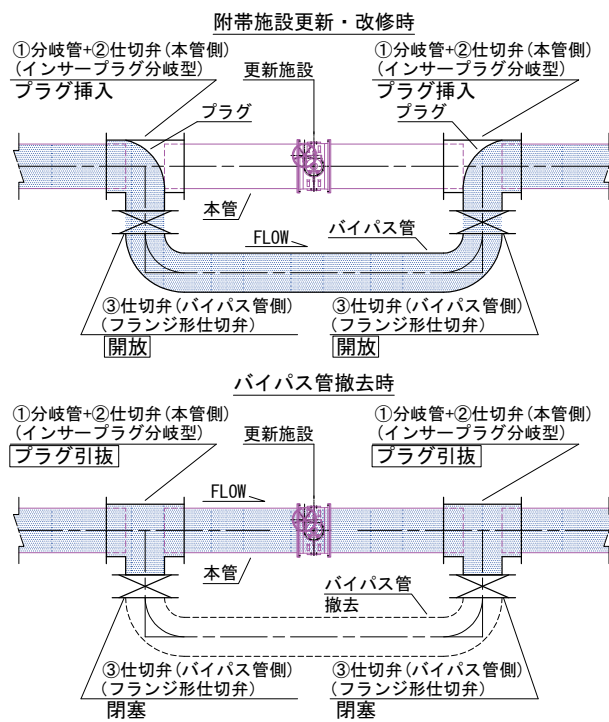 附帯施設更新・改修時
①分岐管+②仕切弁(本管側)
(インサープラグ分岐型)
プラグ挿入
プラグ
更新施設
①分岐管+②仕切弁(本管側)
(インサープラグ分岐型)
プラグ挿入
プラグ
本管
FLOW
バイパス管
③仕切弁(バイパス管側)
(フランジ形仕切弁)
開放
③仕切弁(バイパス管側)
(フランジ形仕切弁)
開放
バイパス管撤去時
①分岐管+②仕切弁(本管側)
(インサープラグ分岐型)
プラグ引抜
更新施設
①分岐管+②仕切弁(本管側)
(インサープラグ分岐型)
プラグ引抜
FLOW
本管
バイパス管
撤去
③仕切弁(バイパス管側)
(フランジ形仕切弁)
閉塞
③仕切弁(バイパス管側)
(フランジ形仕切弁)
閉塞